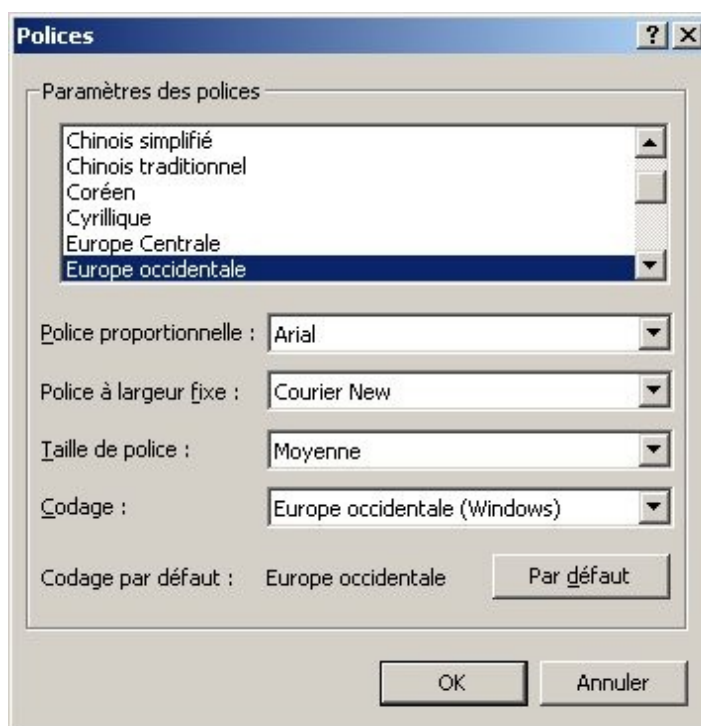 Polices
Paramètres des polices
Chinois simplifié
Chinois traditionnel
Coréen
Cyrillique
Europe Centrale
Europe occidentale
Police proportionnelle : Arial
Police à largeur fixe : Courier New
Taille de police : Moyenne
Codage : Europe occidentale (Windows)
Codage par défaut : Europe occidentale Par défaut
OK Annuler